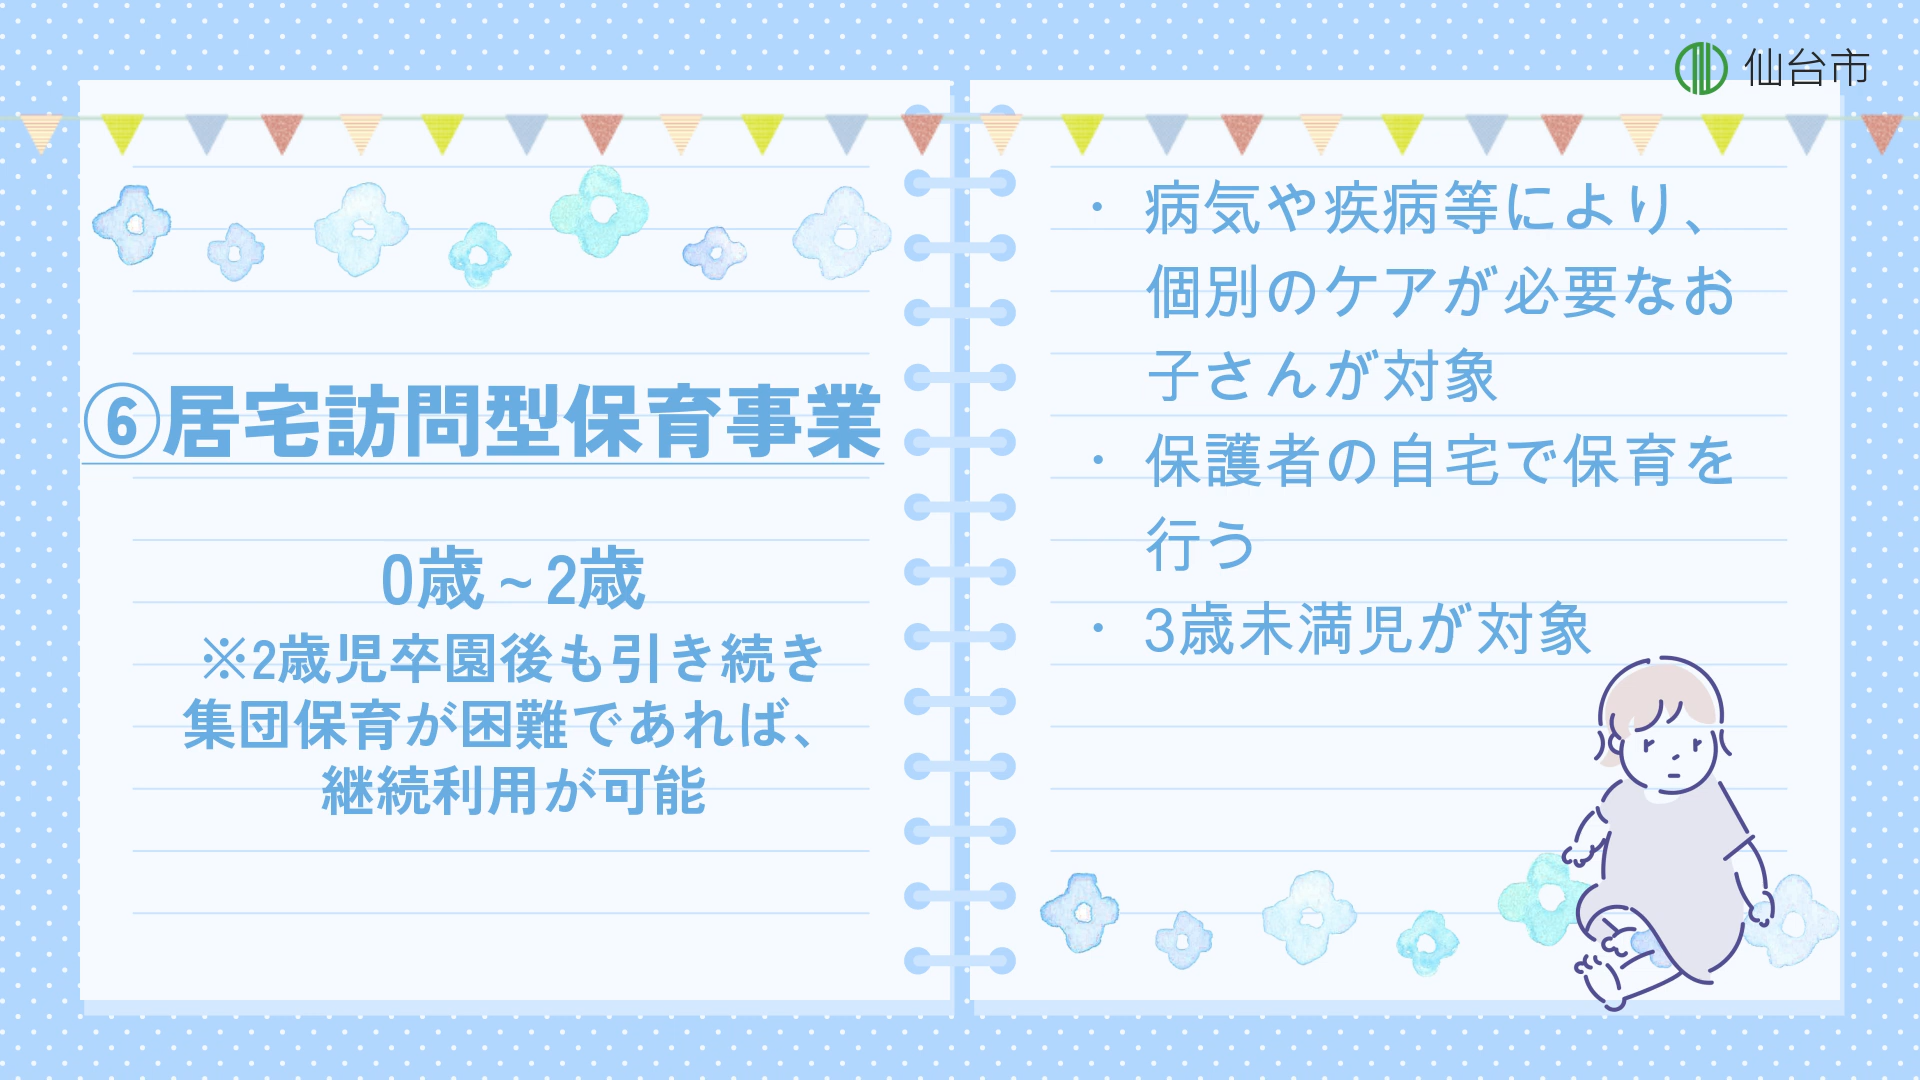 仙台市
⑥居宅訪問型保育事業
0歳~2歳
※2歳児卒園後も引き続き
集団保育が困難であれば、
継続利用が可能
・病気や疾病等により、
個別のケアが必要なお
子さんが対象
・保護者の自宅で保育を
行う
・3歳未満児が対象